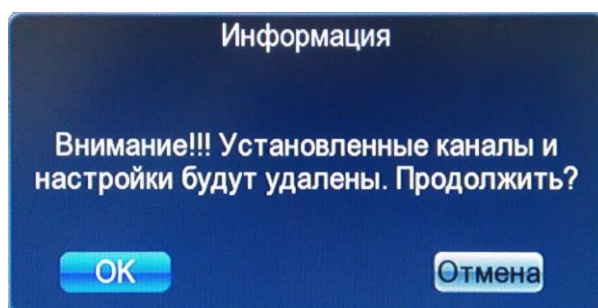 Информация
Внимание!!! Установленные каналы и
настройки будут удалены. Продолжить?
OK
Отмена